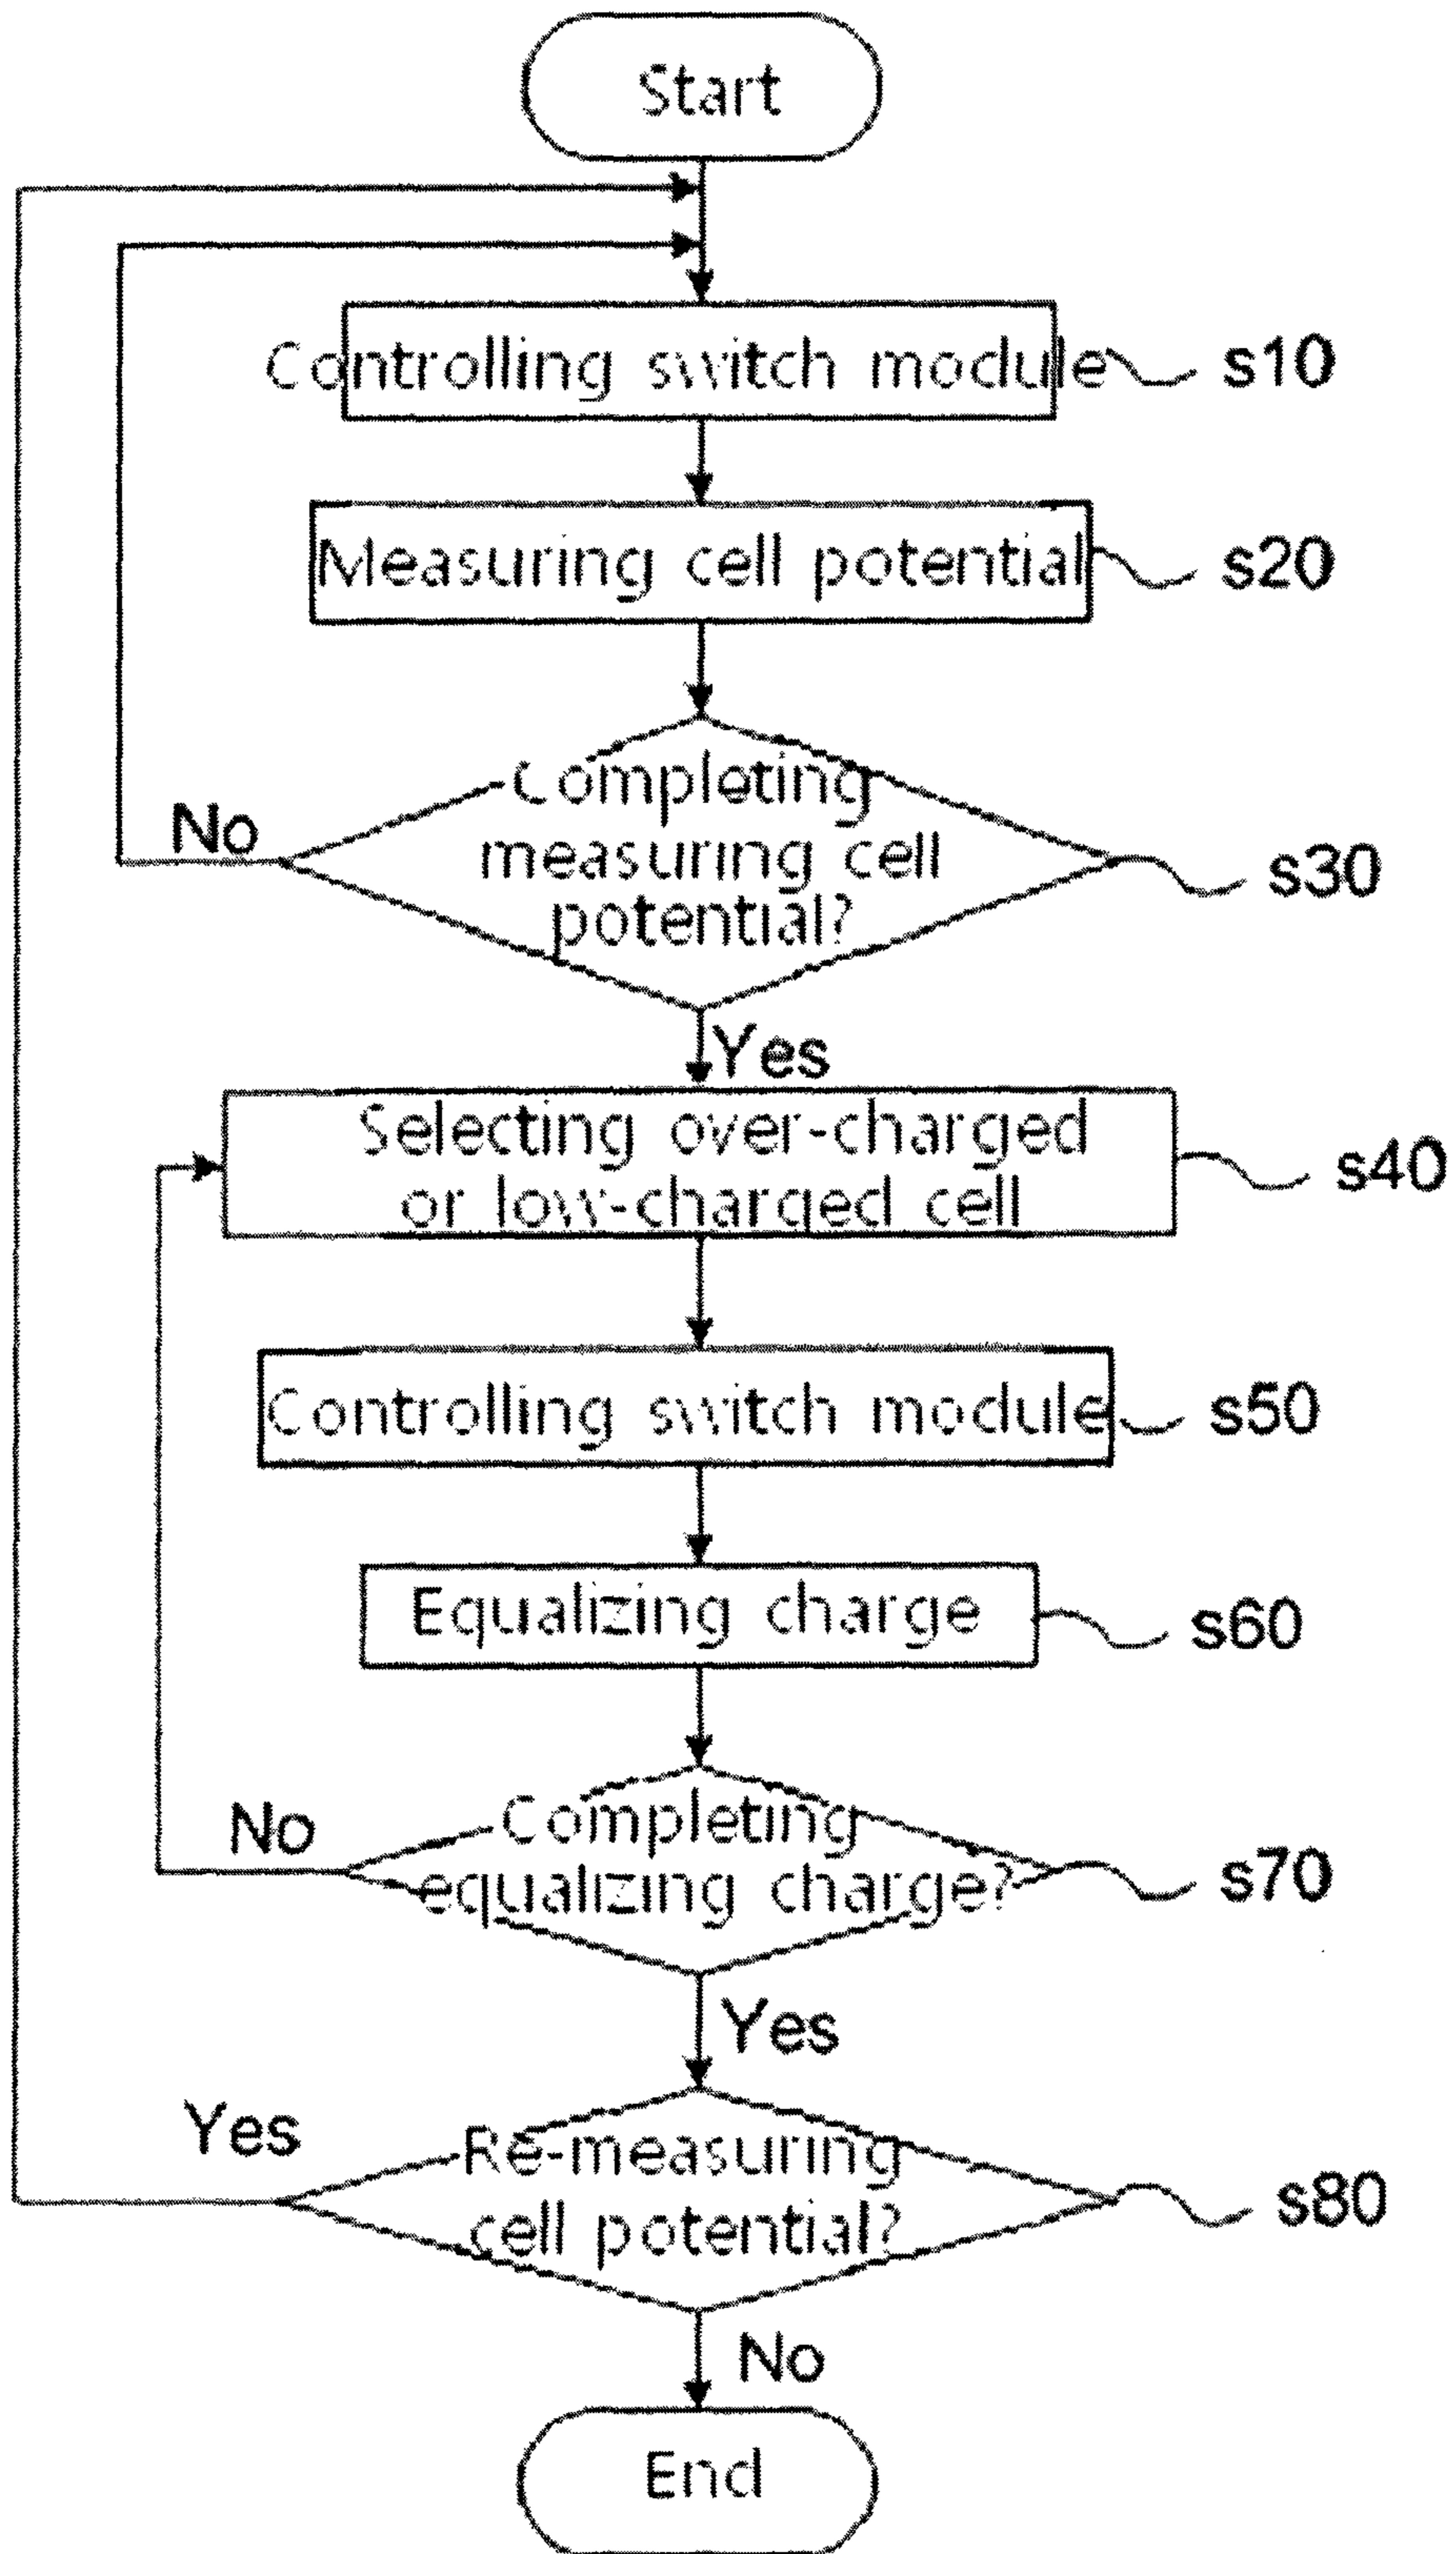 Start
Controlling switch module
s10
Measuring cell potential
s20
Completing
measuring cell
potential?
No
s30
Yes
Selecting over-charged
or low-charged cell
s40
Controlling switch module
s50
Equalizing charge
s60
Completing
equalizing charge?
No
s70
Yes
Re-measuring
cell potential?
Yes
s80
No
End